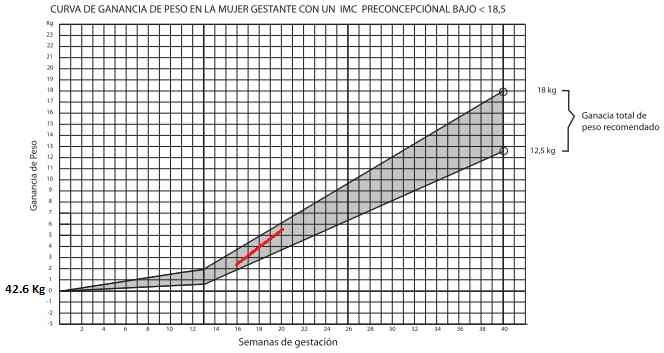 CURVA DE GANANCIA DE PESO EN LA MUJER GESTANTE CON UN IMC PRECONCEPCIÓNAL BAJO < 18,5
Kg
23
22
21
20
19
18
17
16
15
14
13
12
11
10
9
8
7
6
5
4
3
2
1
42.6 Kg 0
-1
-2
-3
Ganancia de Peso
2 4 6 8 10 12 14 16 18 20 22 24 26 28 30 32 34 36 38 40
Semanas de gestación
18 kg
12,5 kg
Ganacia total de
peso recomendado